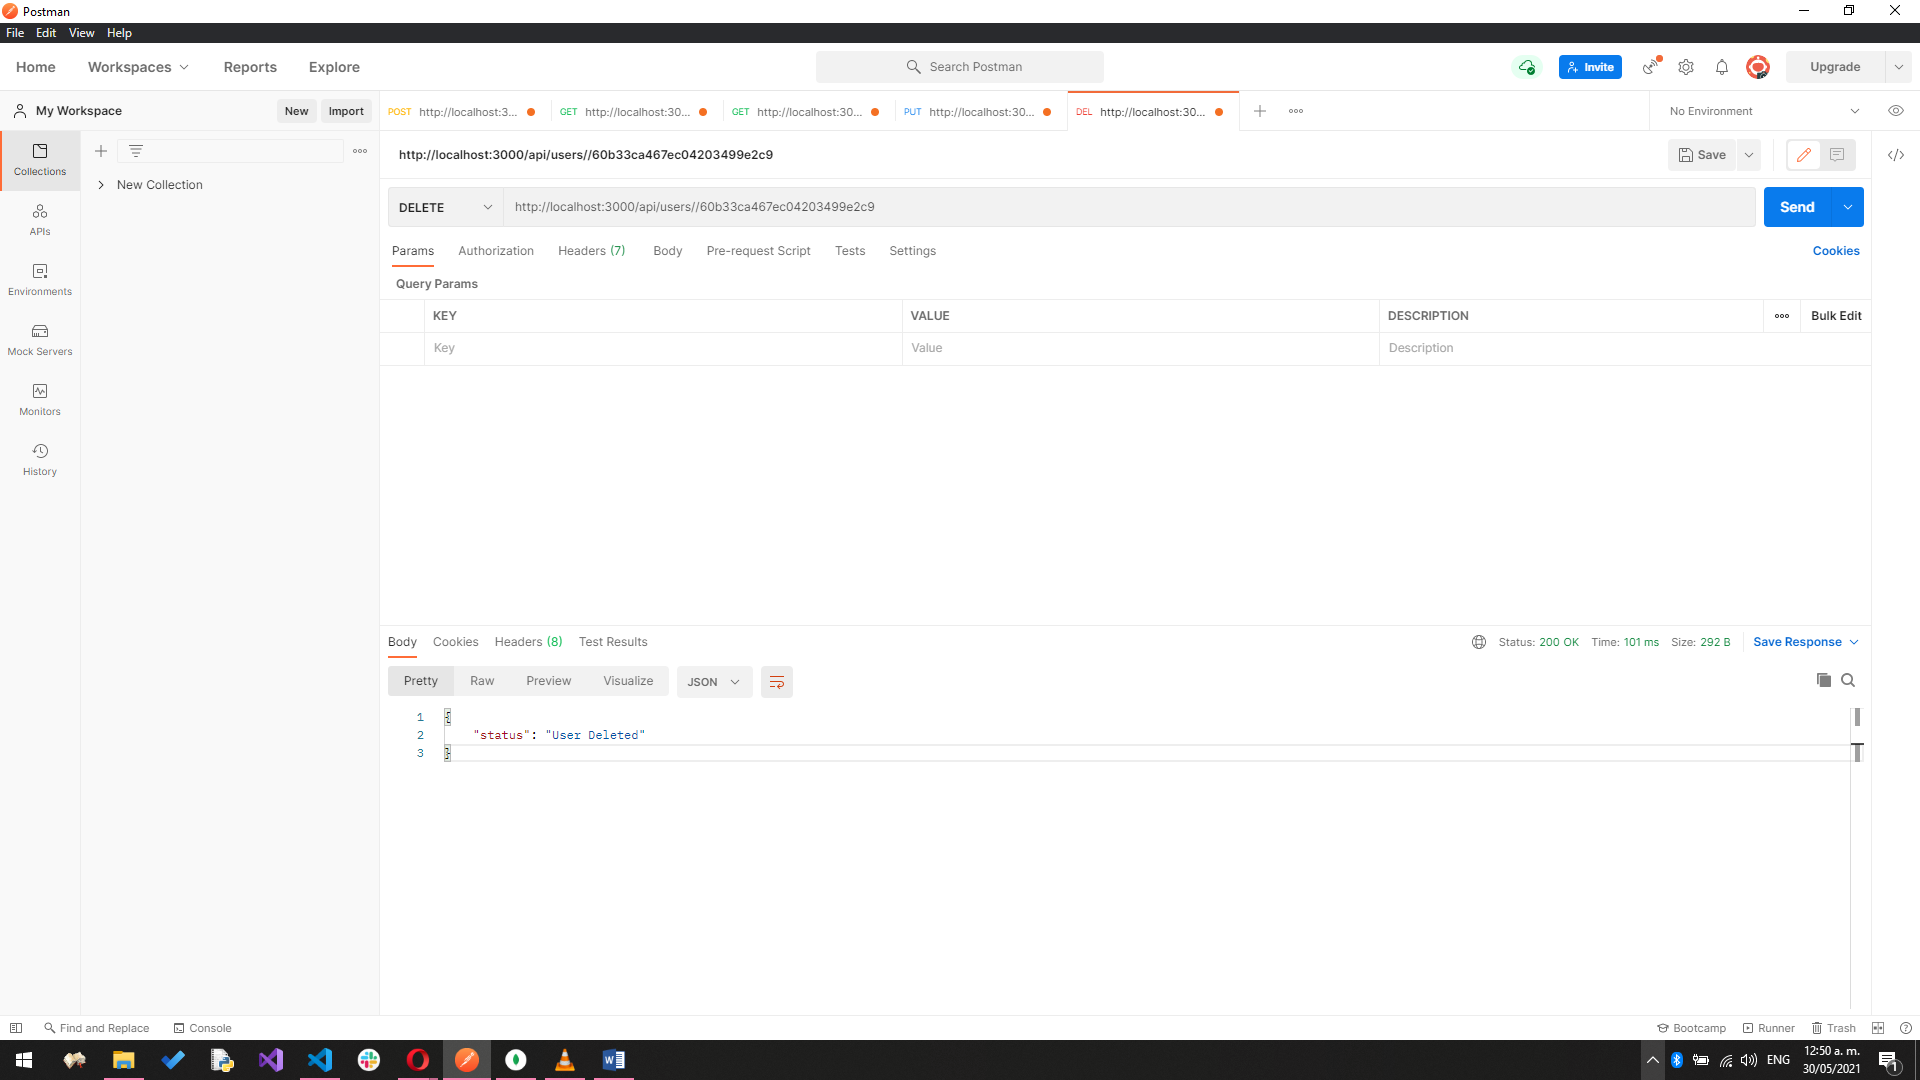 Postman
File Edit View Help
Home Workspaces Reports Explore Search Postman Invite Upgrade
My Workspace New Import POST http://localhost:3... GET http://localhost:30... GET http://localhost:30... PUT http://localhost:30... DEL http://localhost:30... No Environment
http://localhost:3000/api/users//60b33ca467ec04203499e2c9 Save
Collections
New Collection
DELETE http://localhost:3000/api/users//60b33ca467ec04203499e2c9 Send
APIs
Params Authorization Headers (7) Body Pre-request Script Tests Settings Cookies
Query Params
Environments
KEY VALUE DESCRIPTION Bulk Edit
Key Value Description
Mock Servers
Monitors
History
Body Cookies Headers (8) Test Results Status: 200 OK Time: 101 ms Size: 292 B Save Response
Pretty Raw Preview Visualize JSON
1 {
2 "status": "User Deleted"
3 }
Find and Replace Console Bootcamp Runner Trash
ENG 12:50 a. m.
30/05/2021 1